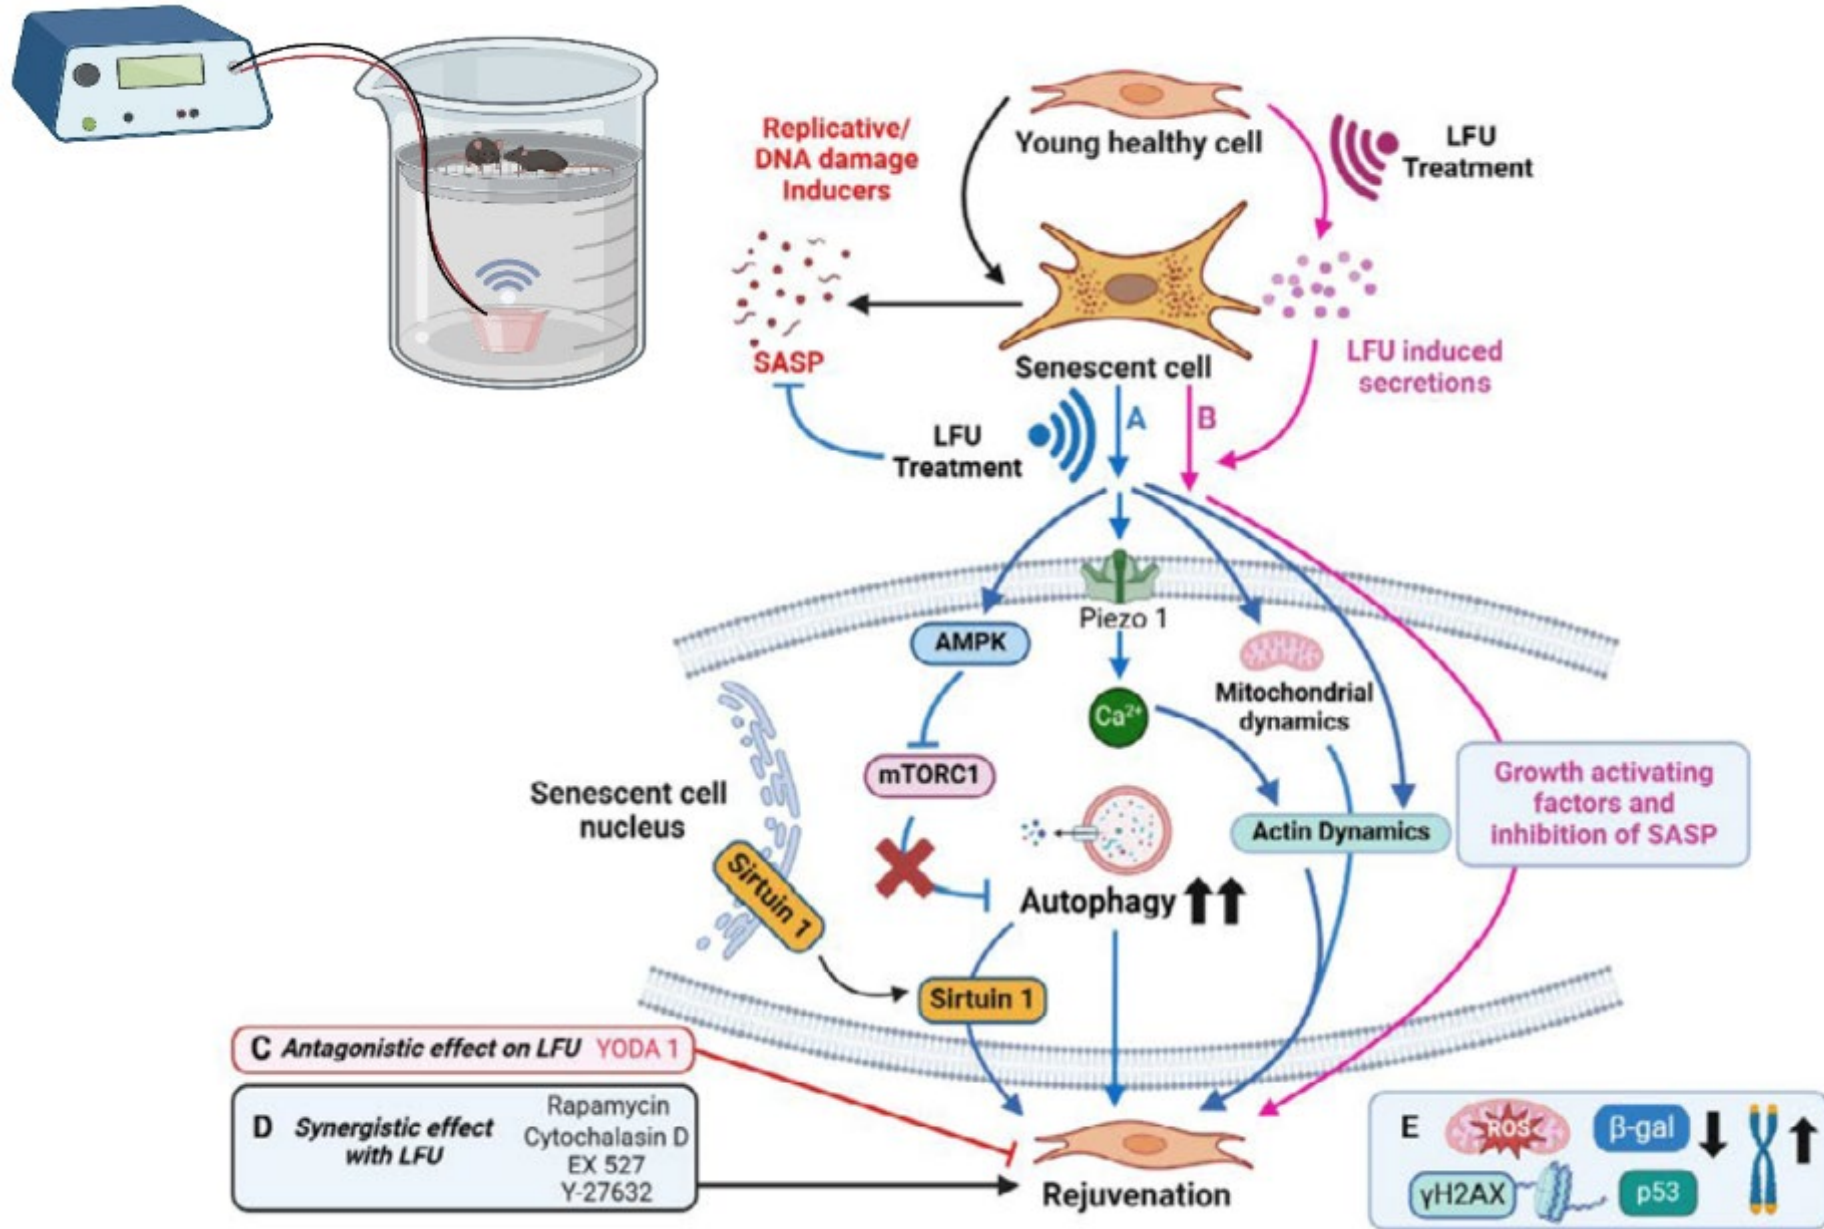 Replicative/
DNA damage
Inducers
Young healthy cell
LFU
Treatment
SASP
Senescent cell
LFU induced
secretions
LFU
Treatment
A
B
Piezo 1
AMPK
Ca²⁺
Mitochondrial
dynamics
mTORC1
Senescent cell
nucleus
Actin Dynamics
Growth activating
factors and
inhibition of SASP
Sirtuin 1
Autophagy
Sirtuin 1
C Antagonistic effect on LFU YODA 1
D Synergistic effect
with LFU
Rapamycin
Cytochalasin D
EX 527
Y-27632
Rejuvenation
E
ROS
β-gal
γH2AX
p53